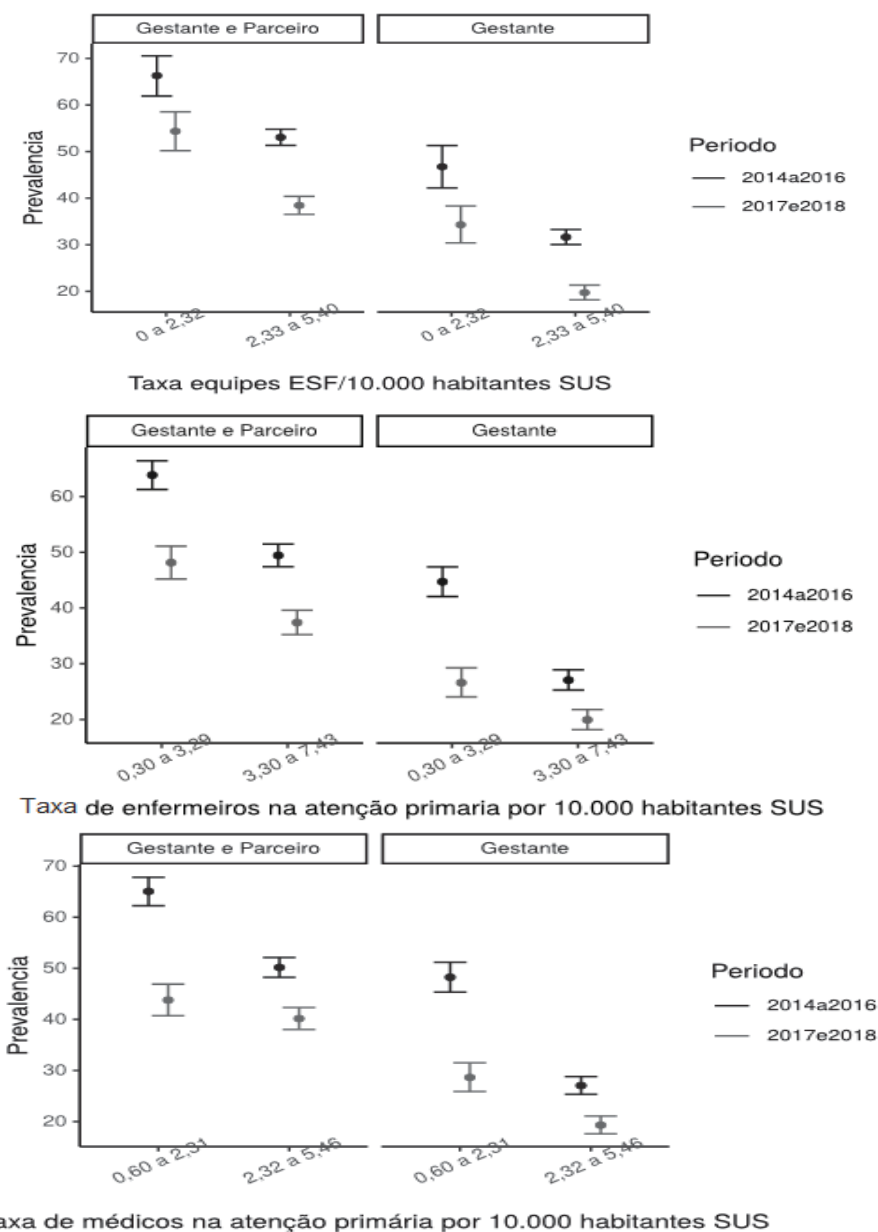 Gestante e Parceiro Gestante
70
60
50
40
30
20
Prevalencia
Periodo
2014a2016
2017e2018
0 a 2,32 2,33 a 5,40 0 a 2,32 2,33 a 5,40
Taxa equipes ESF/10.000 habitantes SUS
Gestante e Parceiro Gestante
60
50
40
30
20
Prevalencia
Periodo
2014a2016
2017e2018
0,30 a 3,29 3,30 a 7,43 0,30 a 3,29 3,30 a 7,43
Taxa de enfermeiros na atenção primaria por 10.000 habitantes SUS
Gestante e Parceiro Gestante
70
60
50
40
30
20
Prevalencia
Periodo
2014a2016
2017e2018
0,60 a 2,31 2,32 a 5,46 0,60 a 2,31 2,32 a 5,46
axa de médicos na atenção primária por 10.000 habitantes SUS